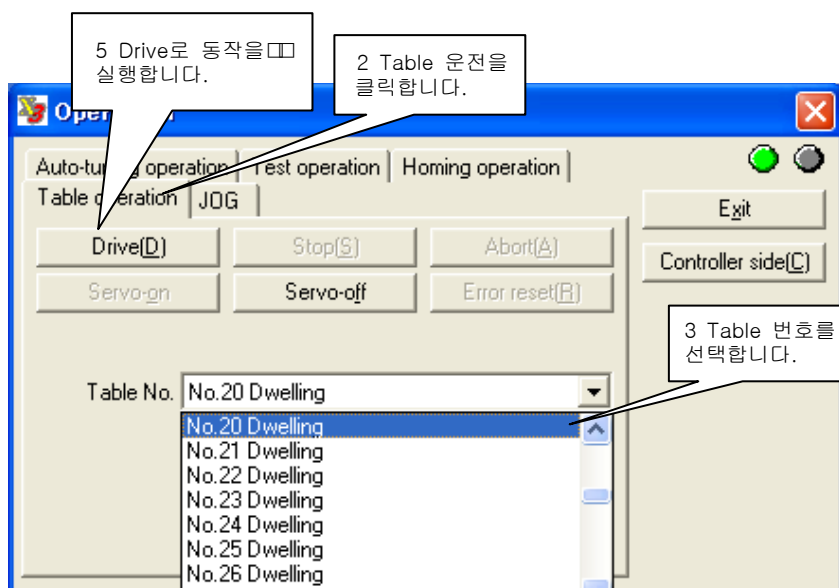 5 Drive로 동작을
실행합니다.
2 Table 운전을
클릭합니다.
Auto-tuning operation
Test operation
Homing operation
Table operation
JOG
Exit
Drive(D)
Stop(S)
Abort(A)
Controller side(C)
Servo-on
Servo-off
Error reset(R)
3 Table 번호를
선택합니다.
Table No.
No.20 Dwelling
No.20 Dwelling
No.21 Dwelling
No.22 Dwelling
No.23 Dwelling
No.24 Dwelling
No.25 Dwelling
No.26 Dwelling